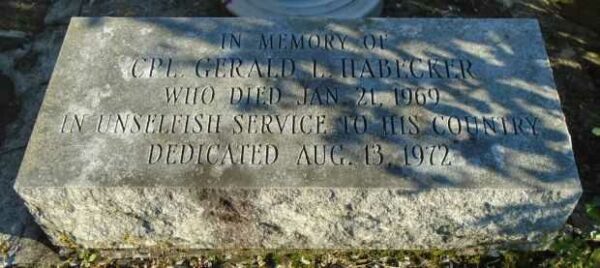 IN MEMORY OF
CPL. GERALD L. HABECKER
WHO DIED JAN. 21, 1969
IN UNSELFISH SERVICE TO HIS COUNTRY
DEDICATED AUG. 13, 1972